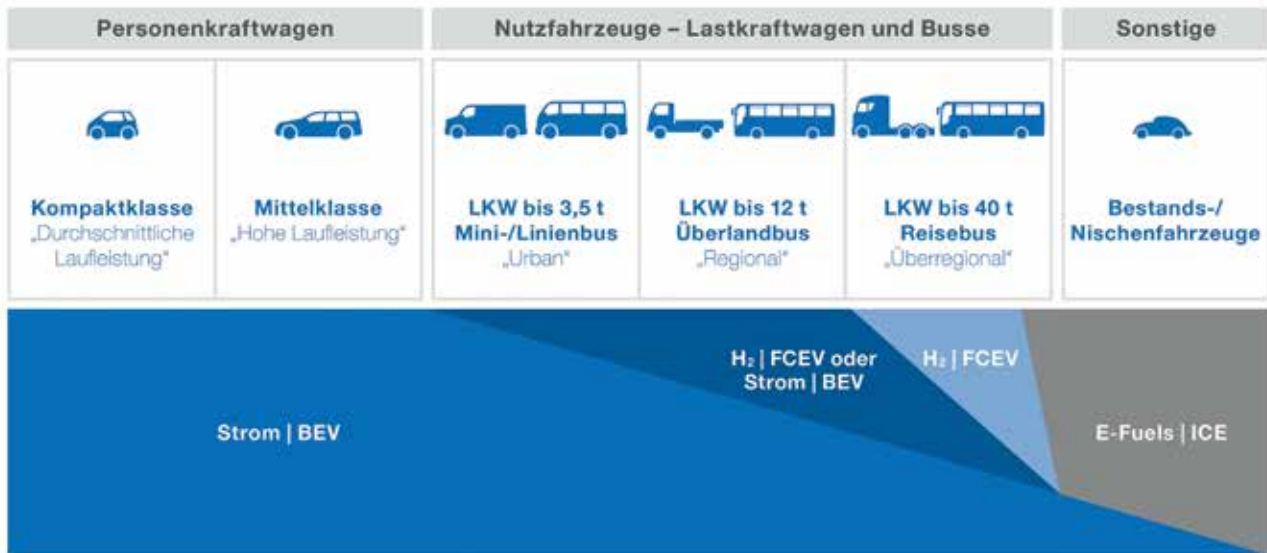 Personenkraftwagen
Nutzfahrzeuge – Lastkraftwagen und Busse
Sonstige
Kompaktklasse
„Durchschnittliche
Laufleistung“
Mittelklasse
„Hohe Laufleistung“
LKW bis 3,5 t
Mini-/Linienbus
„Urban“
LKW bis 12 t
Überlandbus
„Regional“
LKW bis 40 t
Reisebus
„Überregional“
Bestands-/
Nischenfahrzeuge
Strom | BEV
H₂ | FCEV oder
Strom | BEV
H₂ | FCEV
E-Fuels | ICE